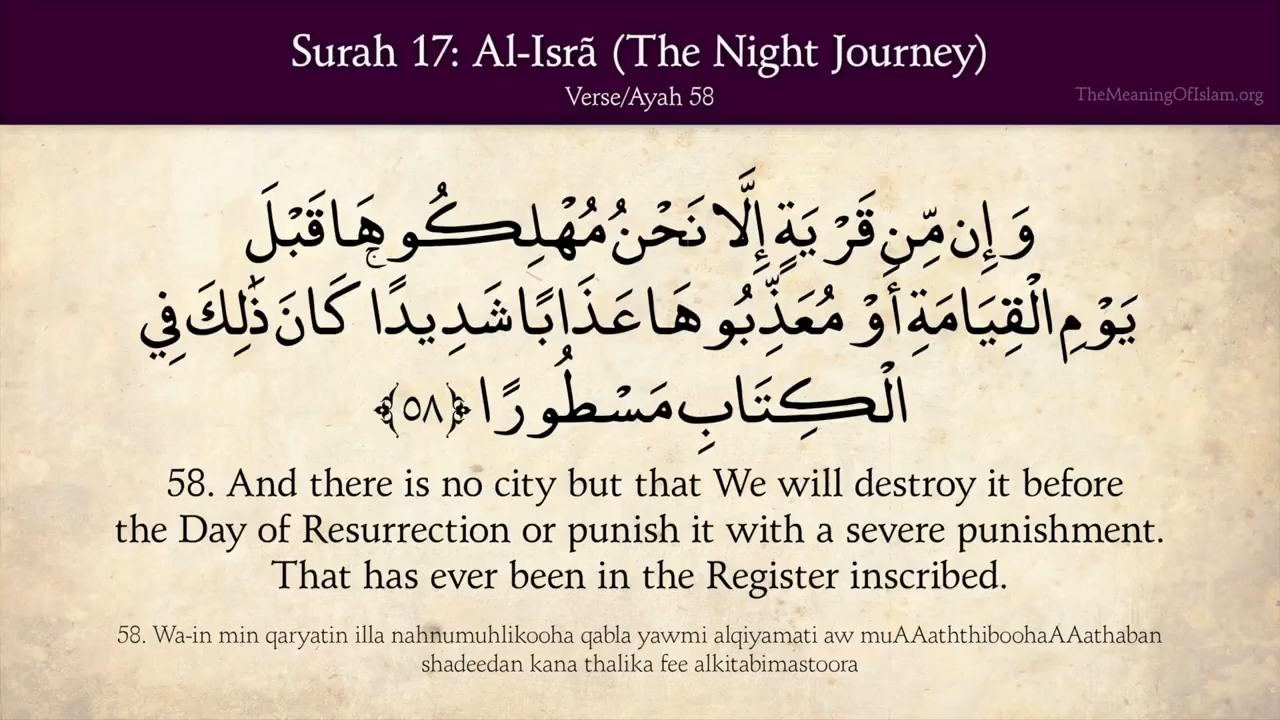 Surah 17: Al-Isrã (The Night Journey)
Verse/Ayah 58
TheMeaningOfIslam.org
وَإِن مِّن قَرْيَةٍ إِلَّا نَحْنُ مُهْلِكُوهَا قَبْلَ
يَوْمِ الْقِيَامَةِ أَوْ مُعَذِّبُوهَا عَذَابًا شَدِيدًا ۚ كَانَ ذَٰلِكَ فِي
الْكِتَابِ مَسْطُورًا ﴿٥٨﴾
58. And there is no city but that We will destroy it before
the Day of Resurrection or punish it with a severe punishment.
That has ever been in the Register inscribed.
58. Wa-in min qaryatin illa nahnumuhlikooha qabla yawmi alqiyamati aw muAAaththiboohaAAathaban
shadeedan kana thalika fee alkitabimastoora